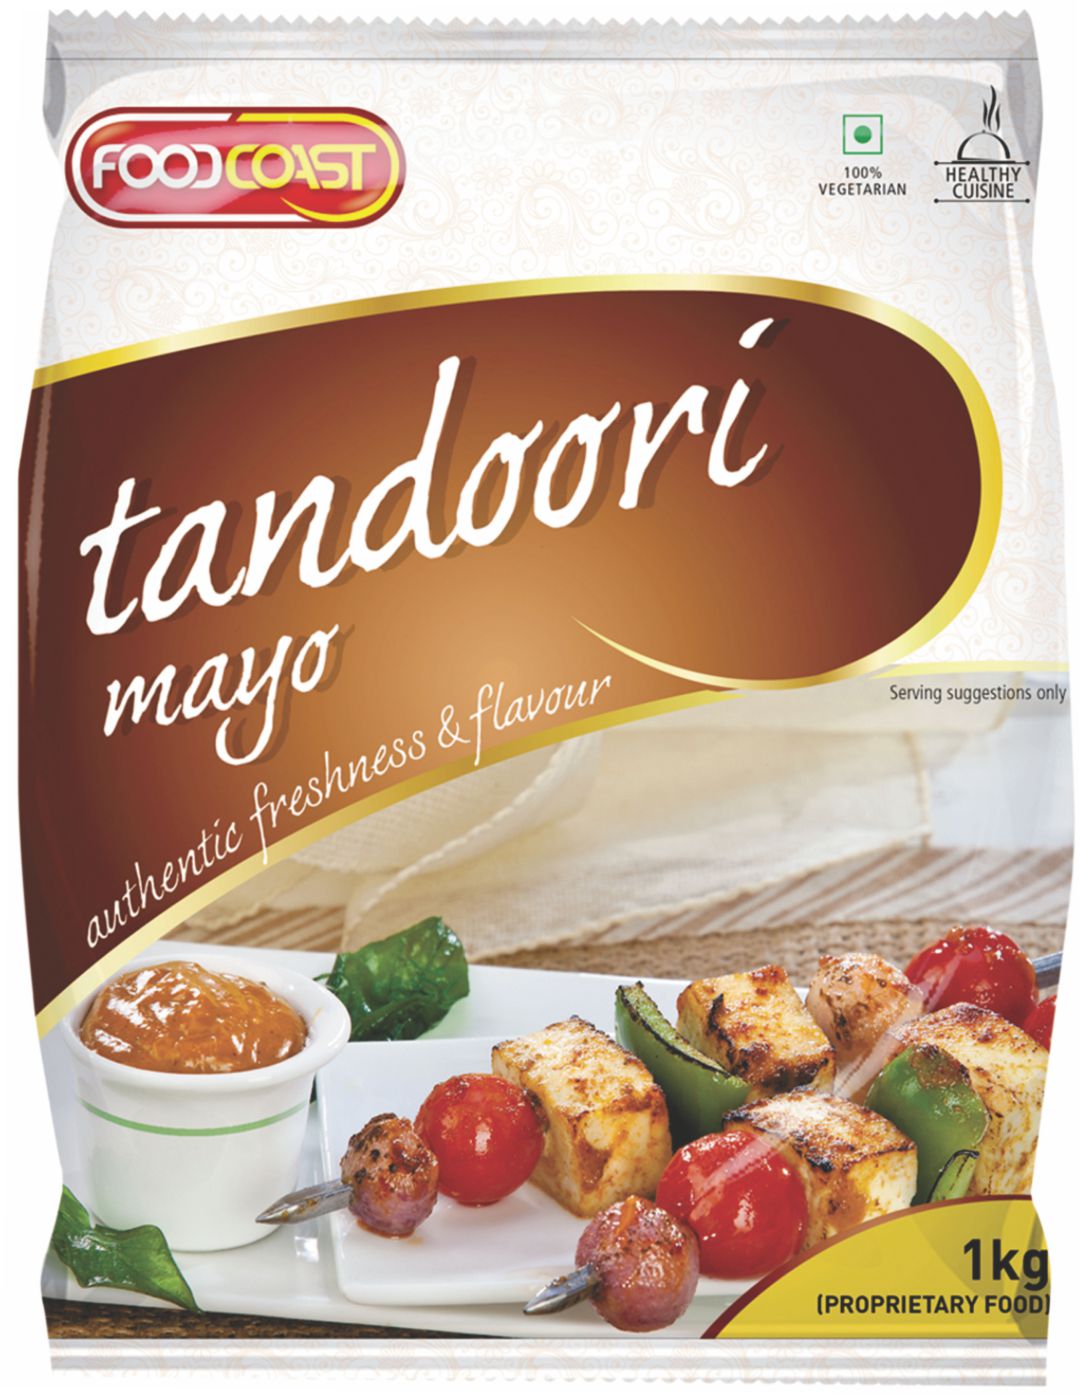 FOODCOAST
100%
VEGETARIAN
HEALTHY
CUISINE
tandoori
mayo
authentic freshness & flavour
Serving suggestions only
1kg
(PROPRIETARY FOOD)